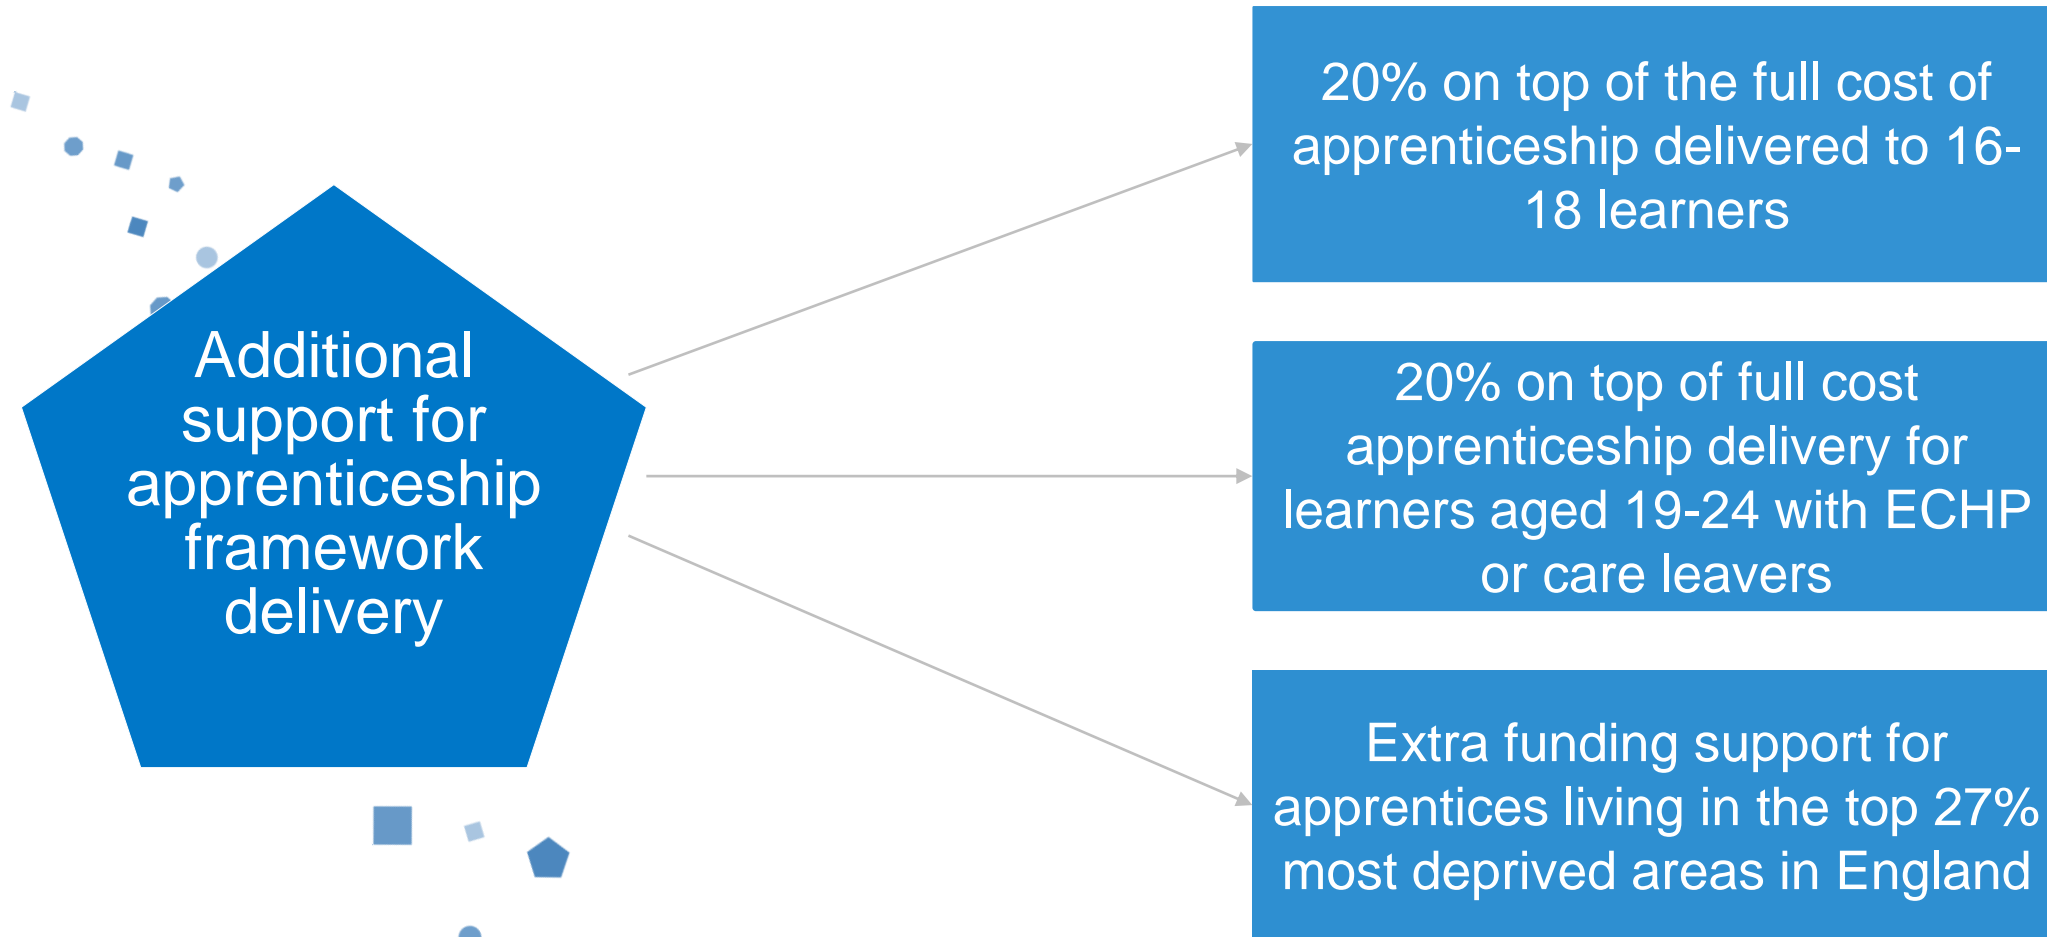 Additional
support for
apprenticeship
framework
delivery
20% on top of the full cost of
apprenticeship delivered to 16-
18 learners
20% on top of full cost
apprenticeship delivery for
learners aged 19-24 with ECHP
or care leavers
Extra funding support for
apprentices living in the top 27%
most deprived areas in England